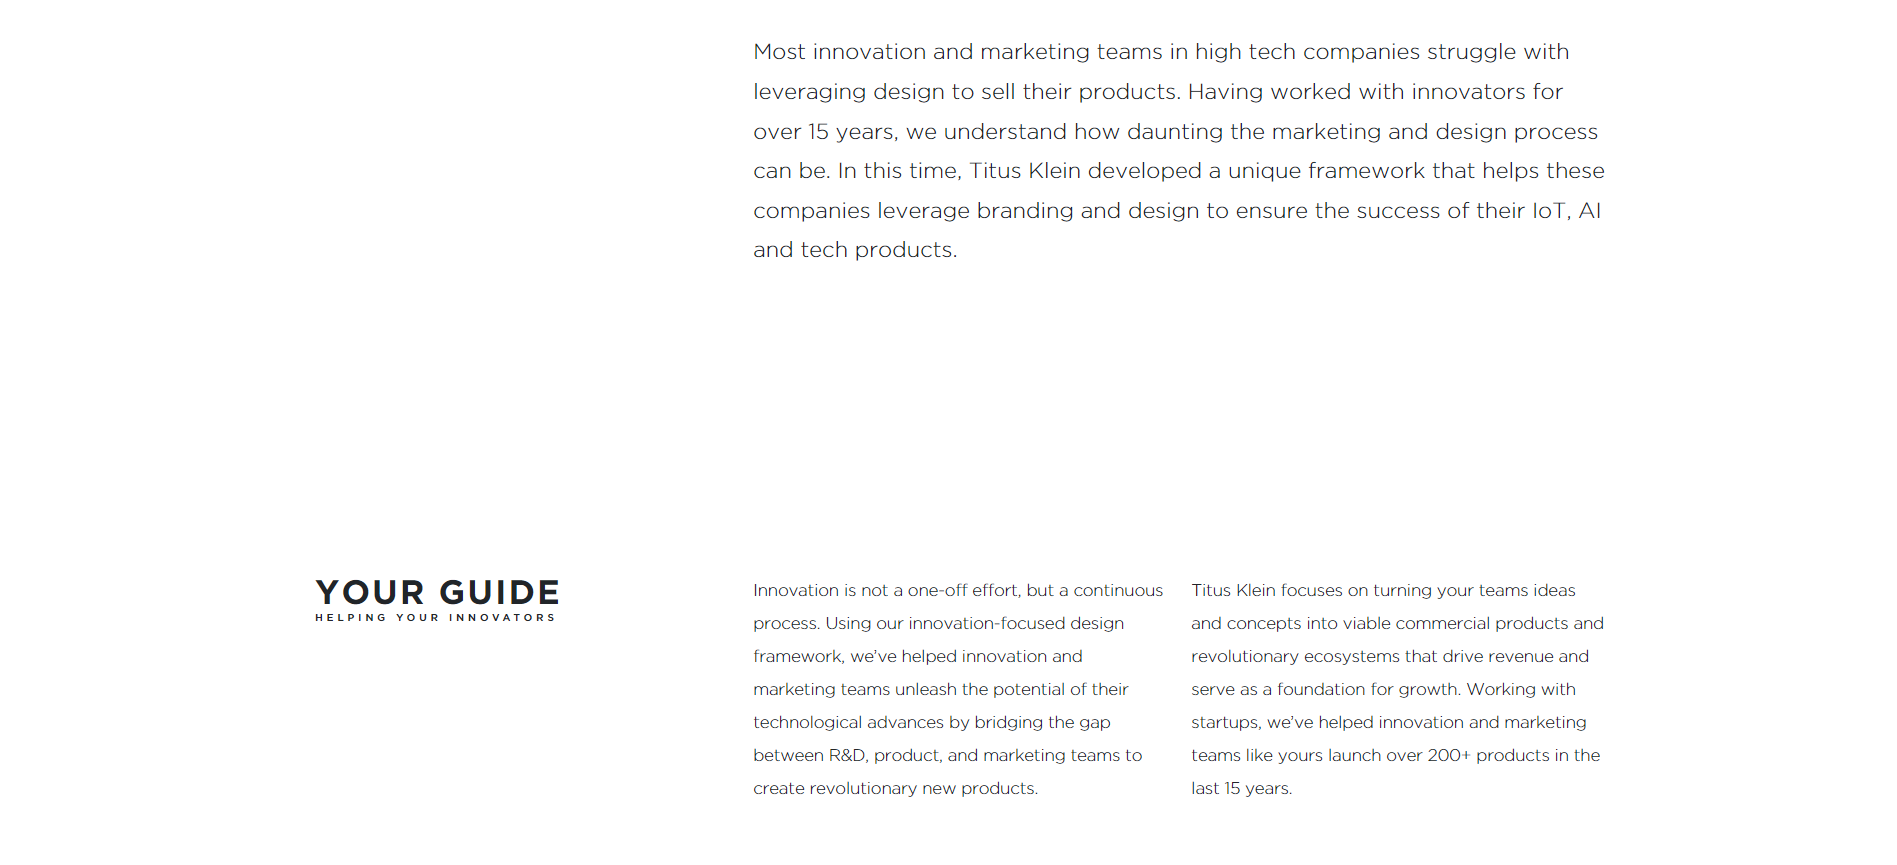 Most innovation and marketing teams in high tech companies struggle with
leveraging design to sell their products. Having worked with innovators for
over 15 years, we understand how daunting the marketing and design process
can be. In this time, Titus Klein developed a unique framework that helps these
companies leverage branding and design to ensure the success of their IoT, AI
and tech products.
YOUR GUIDE
HELPING YOUR INNOVATORS
Innovation is not a one-off effort, but a continuous
process. Using our innovation-focused design
framework, we’ve helped innovation and
marketing teams unleash the potential of their
technological advances by bridging the gap
between R&D, product, and marketing teams to
create revolutionary new products.
Titus Klein focuses on turning your teams ideas
and concepts into viable commercial products and
revolutionary ecosystems that drive revenue and
serve as a foundation for growth. Working with
startups, we’ve helped innovation and marketing
teams like yours launch over 200+ products in the
last 15 years.